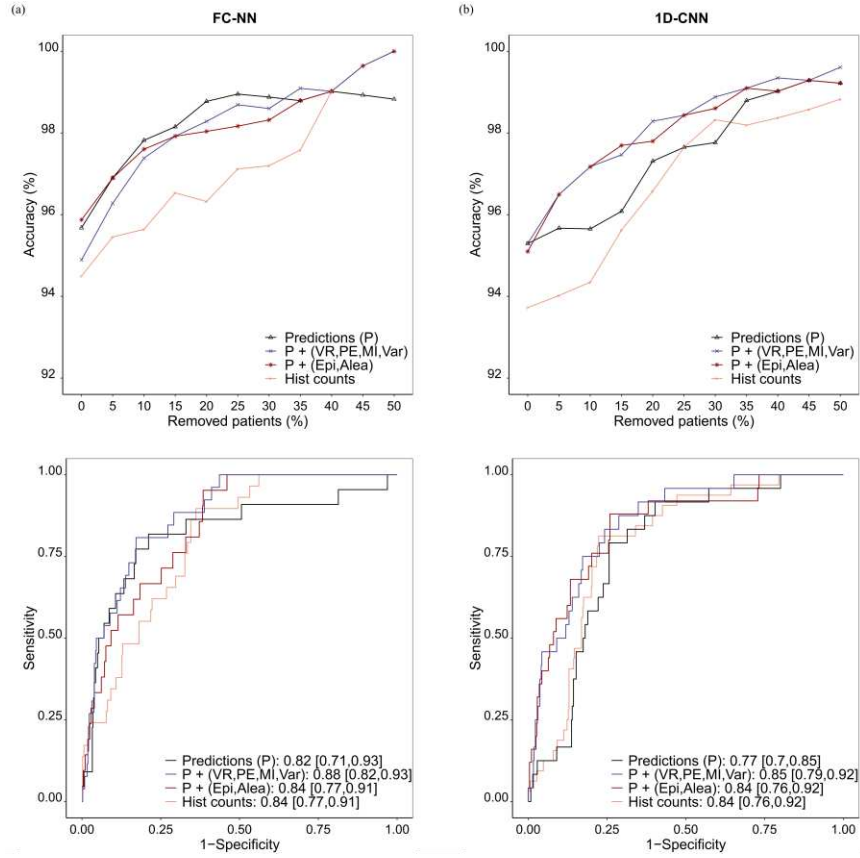 (a)
FC-NN
100
98
96
94
92
Accuracy (%)
Predictions (P)
P + (VR,PE,MI,Var)
P + (Epi,Alea)
Hist counts
0 5 10 15 20 25 30 35 40 45 50
Removed patients (%)
(b)
1D-CNN
100
98
96
94
92
Accuracy (%)
Predictions (P)
P + (VR,PE,MI,Var)
P + (Epi,Alea)
Hist counts
0 5 10 15 20 25 30 35 40 45 50
Removed patients (%)
1.00
0.75
0.50
0.25
0.00
Sensitivity
Predictions (P): 0.82 [0.71,0.93]
P + (VR,PE,MI,Var): 0.88 [0.82,0.93]
P + (Epi,Alea): 0.84 [0.77,0.91]
Hist counts: 0.84 [0.77,0.91]
0.00 0.25 0.50 0.75 1.00
1-Specificity
1.00
0.75
0.50
0.25
0.00
Sensitivity
Predictions (P): 0.77 [0.7,0.85]
P + (VR,PE,MI,Var): 0.85 [0.79,0.92]
P + (Epi,Alea): 0.84 [0.76,0.92]
Hist counts: 0.84 [0.76,0.92]
0.00 0.25 0.50 0.75 1.00
1-Specificity